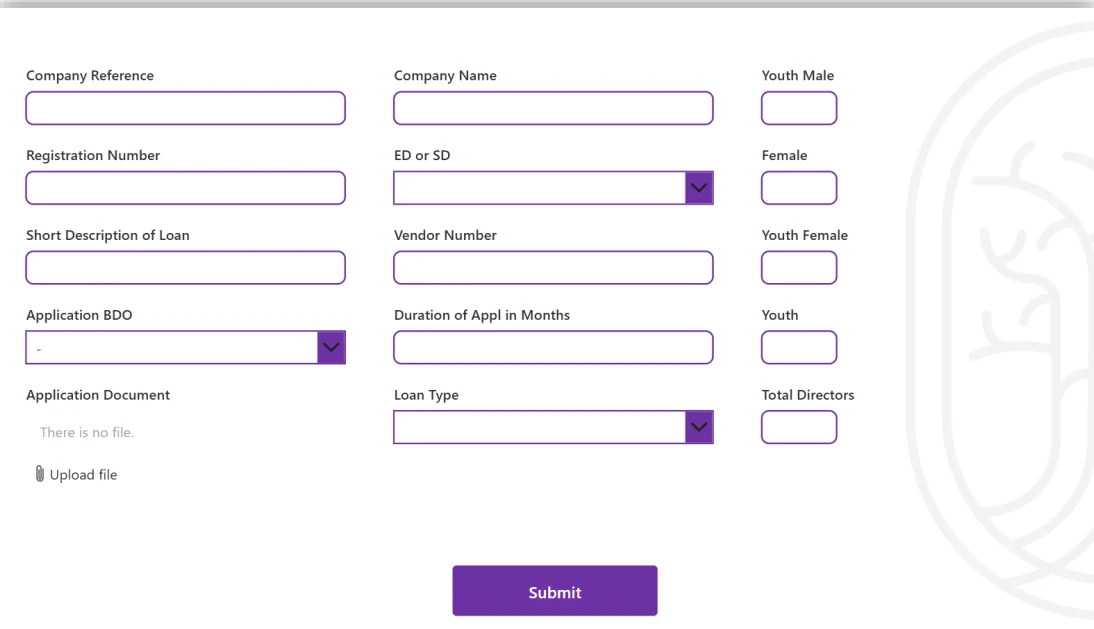 Company Reference
Company Name
Youth Male
Registration Number
ED or SD
Female
Short Description of Loan
Vendor Number
Youth Female
Application BDO
Duration of Appl in Months
Youth
-
Application Document
Loan Type
Total Directors
There is no file.
Upload file
Submit